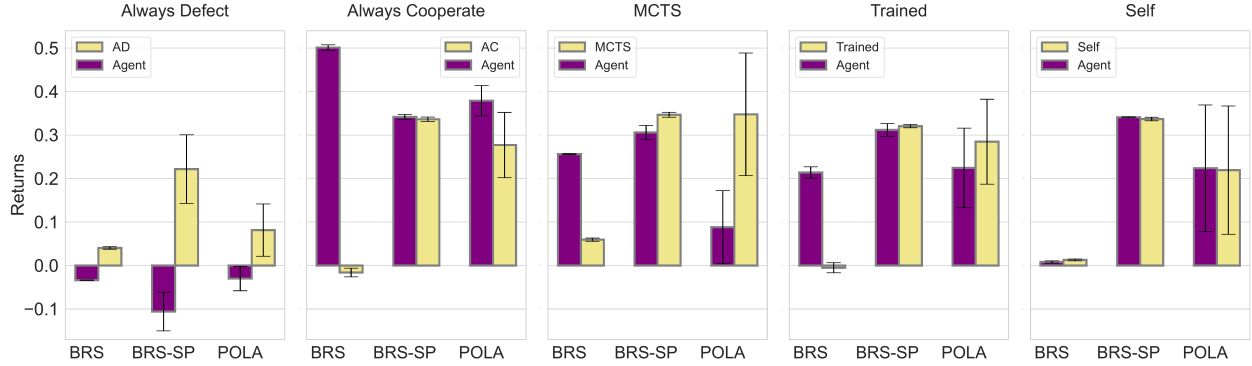 Always Defect
Always Cooperate
MCTS
Trained
Self
Returns
0.5
0.4
0.3
0.2
0.1
0.0
−0.1
AD
Agent
BRS BRS-SP POLA
AC
Agent
BRS BRS-SP POLA
MCTS
Agent
BRS BRS-SP POLA
Trained
Agent
BRS BRS-SP POLA
Self
Agent
BRS BRS-SP POLA